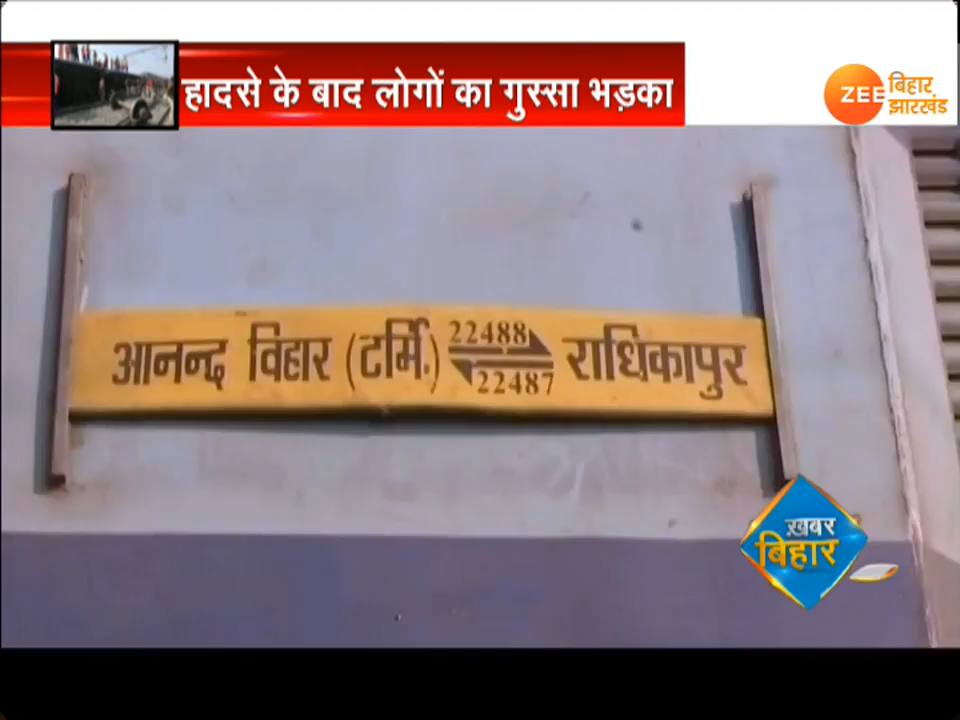 हादसे के बाद लोगों का गुस्सा भड़का
ZEE बिहार झारखंड
आनन्द विहार (टर्मि.) 22488 22487 राधिकापुर
ख़बर
बिहार